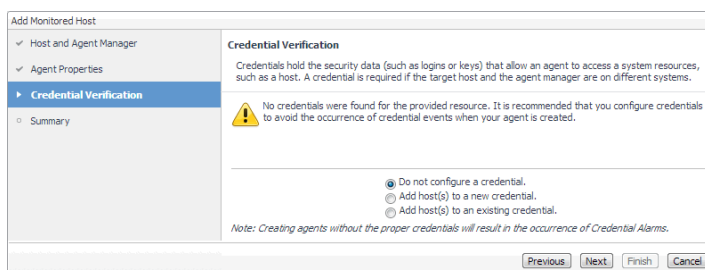 Add Monitored Host
Host and Agent Manager
Agent Properties
Credential Verification
Summary
Credential Verification
Credentials hold the security data (such as logins or keys) that allow an agent to access a system resources,
such as a host. A credential is required if the target host and the agent manager are on different systems.
No credentials were found for the provided resource. It is recommended that you configure credentials
to avoid the occurrence of credential events when your agent is created.
Do not configure a credential.
Add host(s) to a new credential.
Add host(s) to an existing credential.
Note: Creating agents without the proper credentials will result in the occurrence of Credential Alarms.
Previous Next Finish Cancel